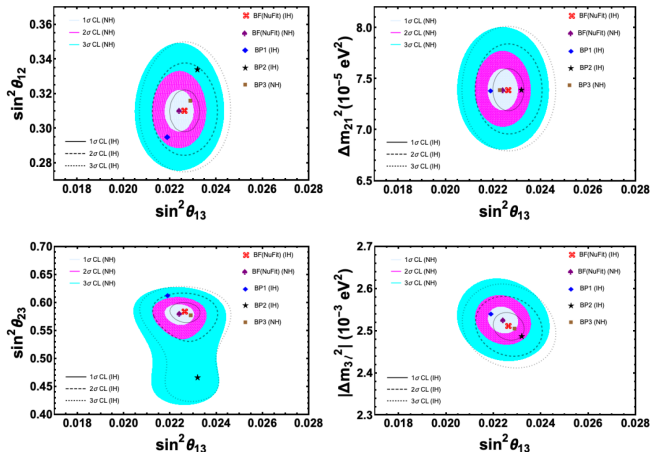 1σ CL (NH)
2σ CL (NH)
3σ CL (NH)
BF(NuFit) (IH)
BF(NuFit) (NH)
BP1 (IH)
BP2 (IH)
BP3 (NH)
1σ CL (IH)
2σ CL (IH)
3σ CL (IH)
sin²θ12
0.36
0.34
0.32
0.30
0.28
0.018 0.020 0.022 0.024 0.026 0.028
sin²θ13
1σ CL (NH)
2σ CL (NH)
3σ CL (NH)
BF(NuFit) (IH)
BF(NuFit) (NH)
BP1 (IH)
BP2 (IH)
BP3 (NH)
1σ CL (IH)
2σ CL (IH)
3σ CL (IH)
Δm21²(10⁻⁵ eV²)
8.0
7.5
7.0
6.5
0.018 0.020 0.022 0.024 0.026 0.028
sin²θ13
1σ CL (NH)
2σ CL (NH)
3σ CL (NH)
BF(NuFit) (IH)
BF(NuFit) (NH)
BP1 (IH)
BP2 (IH)
BP3 (NH)
1σ CL (IH)
2σ CL (IH)
3σ CL (IH)
sin²θ23
0.70
0.65
0.60
0.55
0.50
0.45
0.40
0.018 0.020 0.022 0.024 0.026 0.028
sin²θ13
1σ CL (NH)
2σ CL (NH)
3σ CL (NH)
BF(NuFit) (IH)
BF(NuFit) (NH)
BP1 (IH)
BP2 (IH)
BP3 (NH)
1σ CL (IH)
2σ CL (IH)
3σ CL (IH)
|Δm3l²| (10⁻³ eV²)
2.7
2.6
2.5
2.4
2.3
0.018 0.020 0.022 0.024 0.026 0.028
sin²θ13